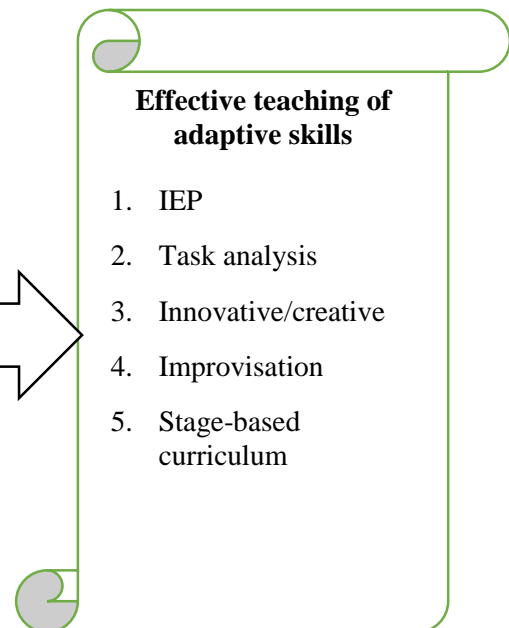 Effective teaching of
adaptive skills
1. IEP
2. Task analysis
3. Innovative/creative
4. Improvisation
5. Stage-based
curriculum